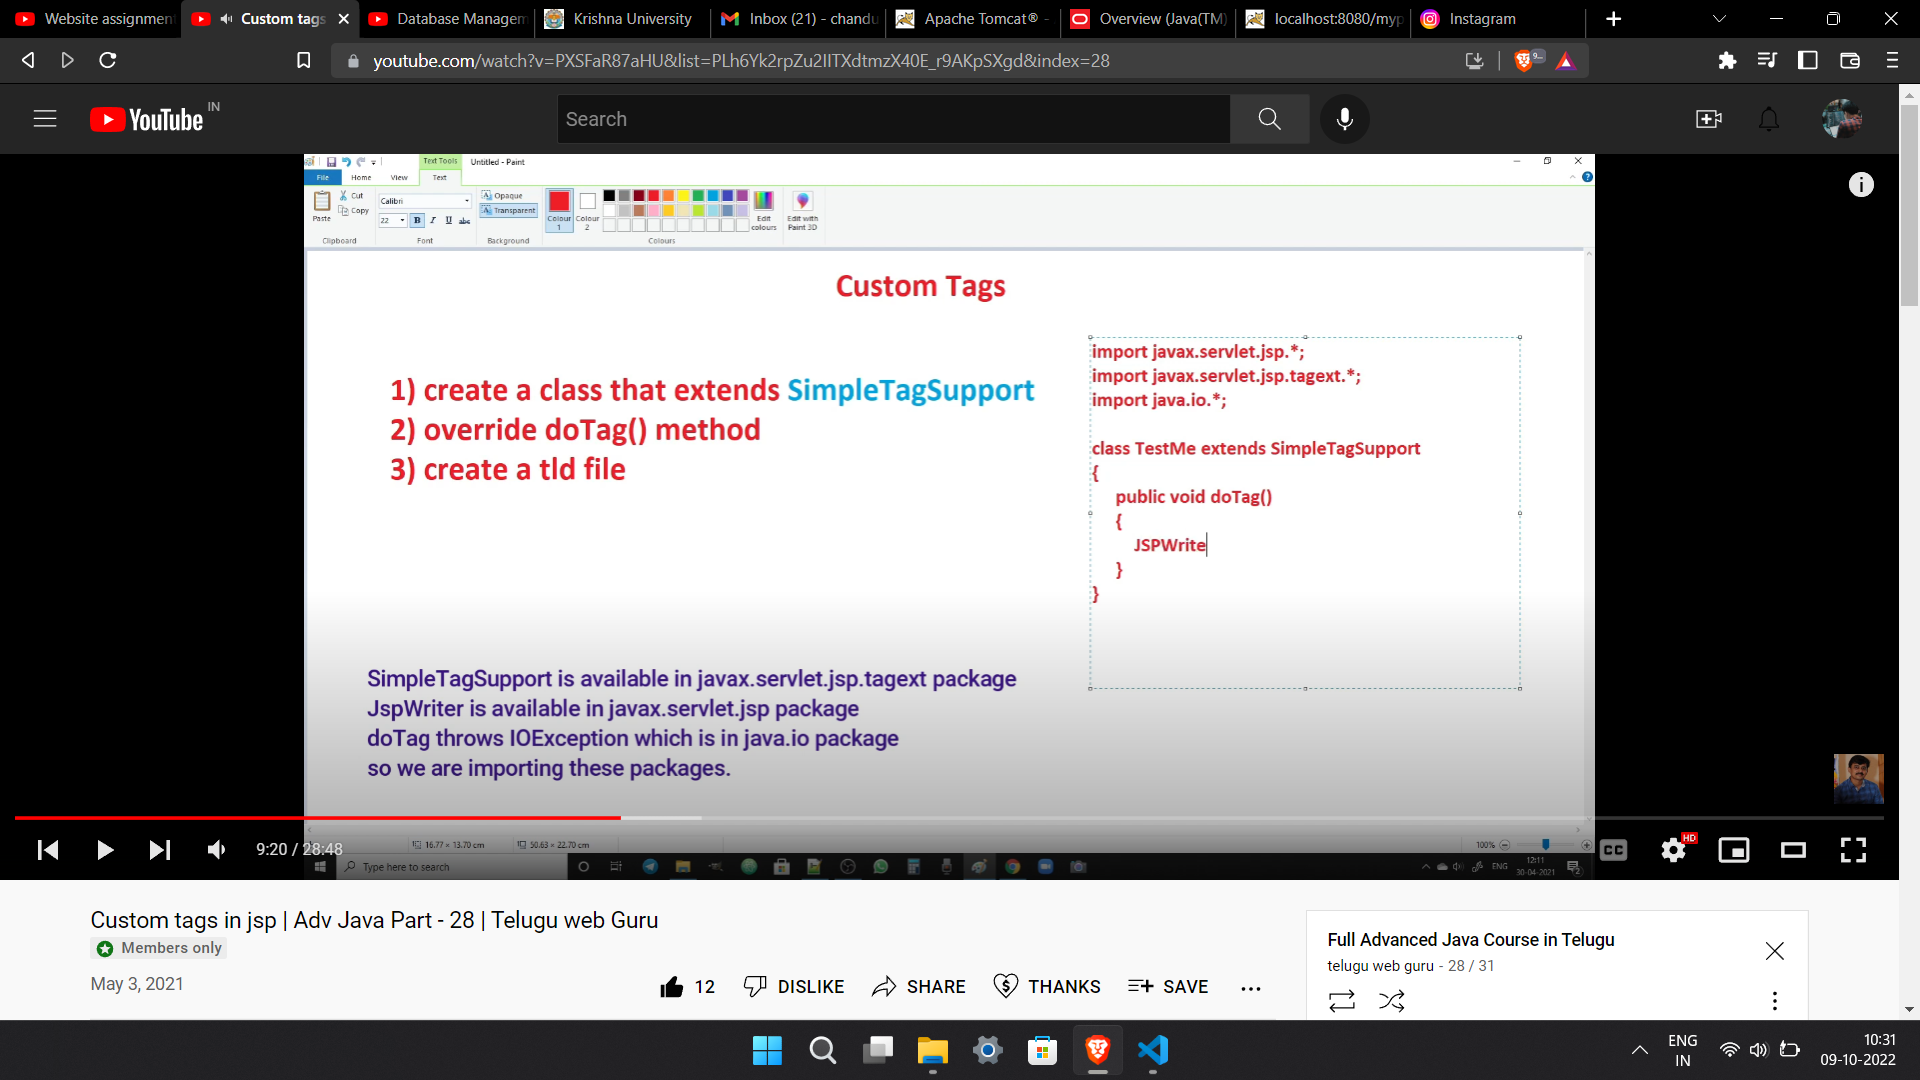 Website assignment
Custom tags
Database Managem
Krishna University
Inbox (21) - chandu
Apache Tomcat® -
Overview (Java(TM)
localhost:8080/myp
Instagram
youtube.com/watch?v=PXSFaR87aHU&list=PLh6Yk2rpZu2IITXdtmzX40E_r9AKpSXgd&index=28
YouTube IN
Search
Text Tools
Untitled - Paint
File Home View Text
Cut
Copy
Paste
Clipboard
Calibri
22 B I U abc
Font
Opaque
Transparent
Background
Colour 1
Colour 2
Edit colours
Edit with Paint 3D
Colours
Custom Tags
1) create a class that extends SimpleTagSupport
2) override doTag() method
3) create a tld file
import javax.servlet.jsp.*;
import javax.servlet.jsp.tagext.*;
import java.io.*;
class TestMe extends SimpleTagSupport
{
public void doTag()
{
JSPWrite
}
}
SimpleTagSupport is available in javax.servlet.jsp.tagext package
JspWriter is available in javax.servlet.jsp package
doTag throws IOException which is in java.io package
so we are importing these packages.
9:20 / 28:48
16.77 × 13.70 cm
50.63 × 22.70 cm
100%
CC
HD
Type here to search
ENG
12:11
30-04-2021
Custom tags in jsp | Adv Java Part - 28 | Telugu web Guru
Members only
May 3, 2021
12
DISLIKE
SHARE
THANKS
SAVE
Full Advanced Java Course in Telugu
telugu web guru - 28 / 31
ENG
IN
10:31
09-10-2022